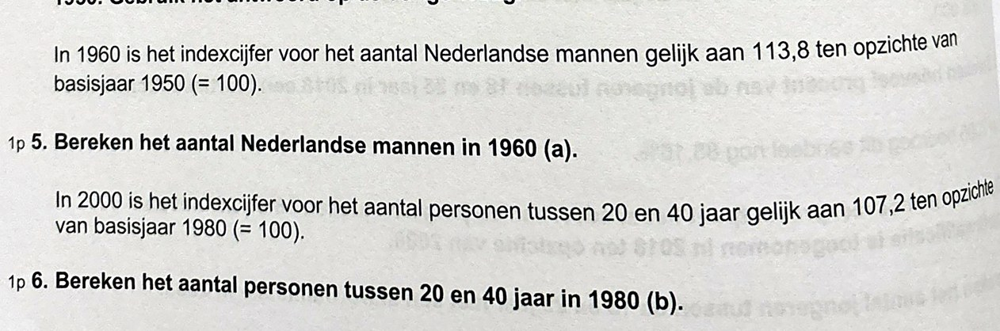 In 1960 is het indexcijfer voor het aantal Nederlandse mannen gelijk aan 113,8 ten opzichte van
basisjaar 1950 (= 100).
1p 5. Bereken het aantal Nederlandse mannen in 1960 (a).
In 2000 is het indexcijfer voor het aantal personen tussen 20 en 40 jaar gelijk aan 107,2 ten opzichte
van basisjaar 1980 (= 100).
1p 6. Bereken het aantal personen tussen 20 en 40 jaar in 1980 (b).